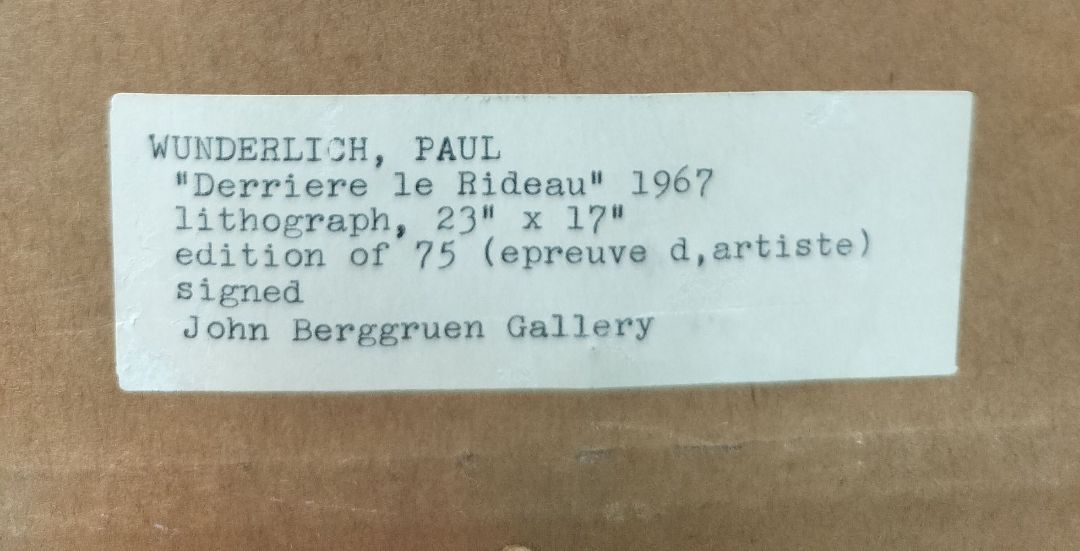 WUNDERLICH, PAUL
"Derriere le Rideau" 1967
lithograph, 23" x 17"
edition of 75 (epreuve d,artiste)
signed
John Berggruen Gallery